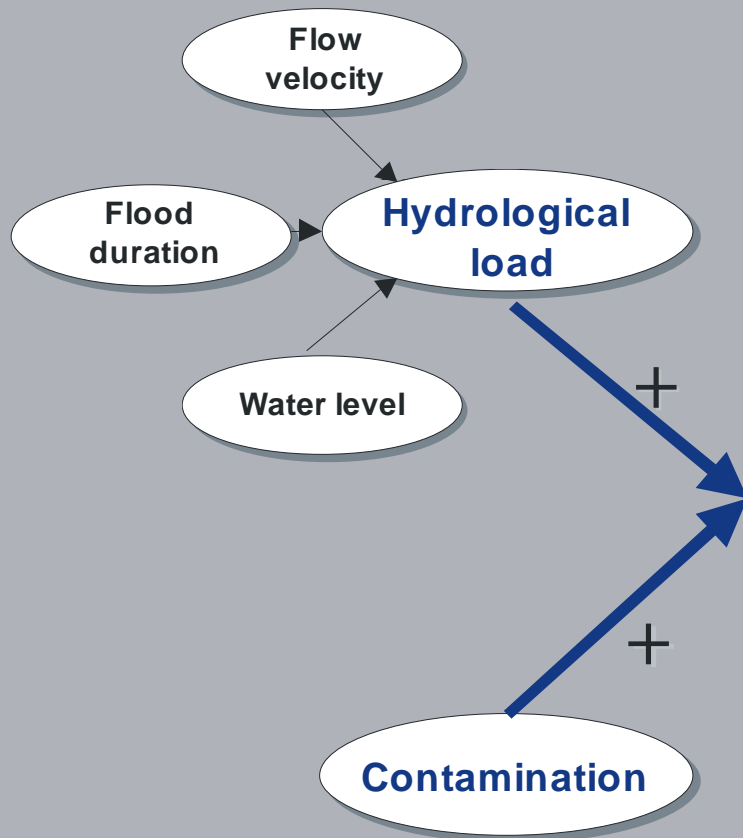 Flow
velocity
Hydrological
load
Flood
duration
Water level
+
+
Contamination